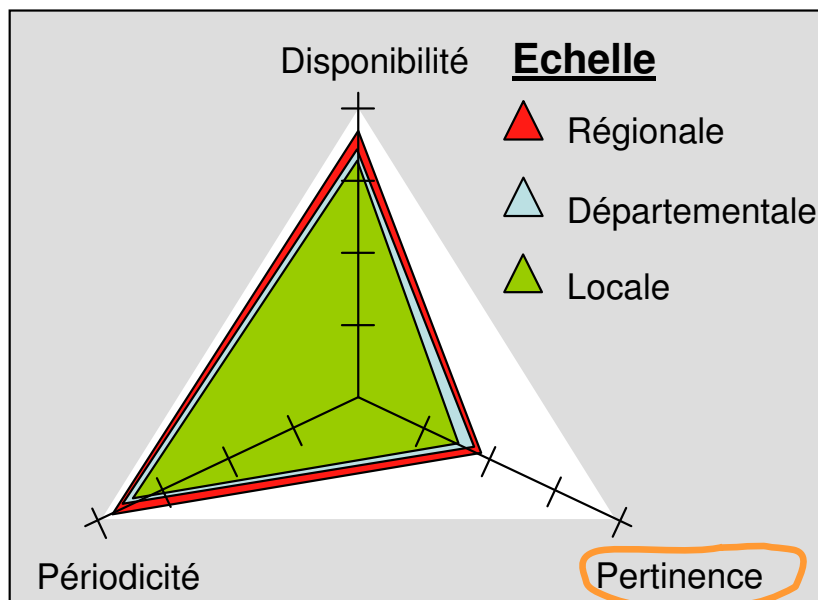 Disponibilité
Echelle
Régionale
Départementale
Locale
Périodicité
Pertinence